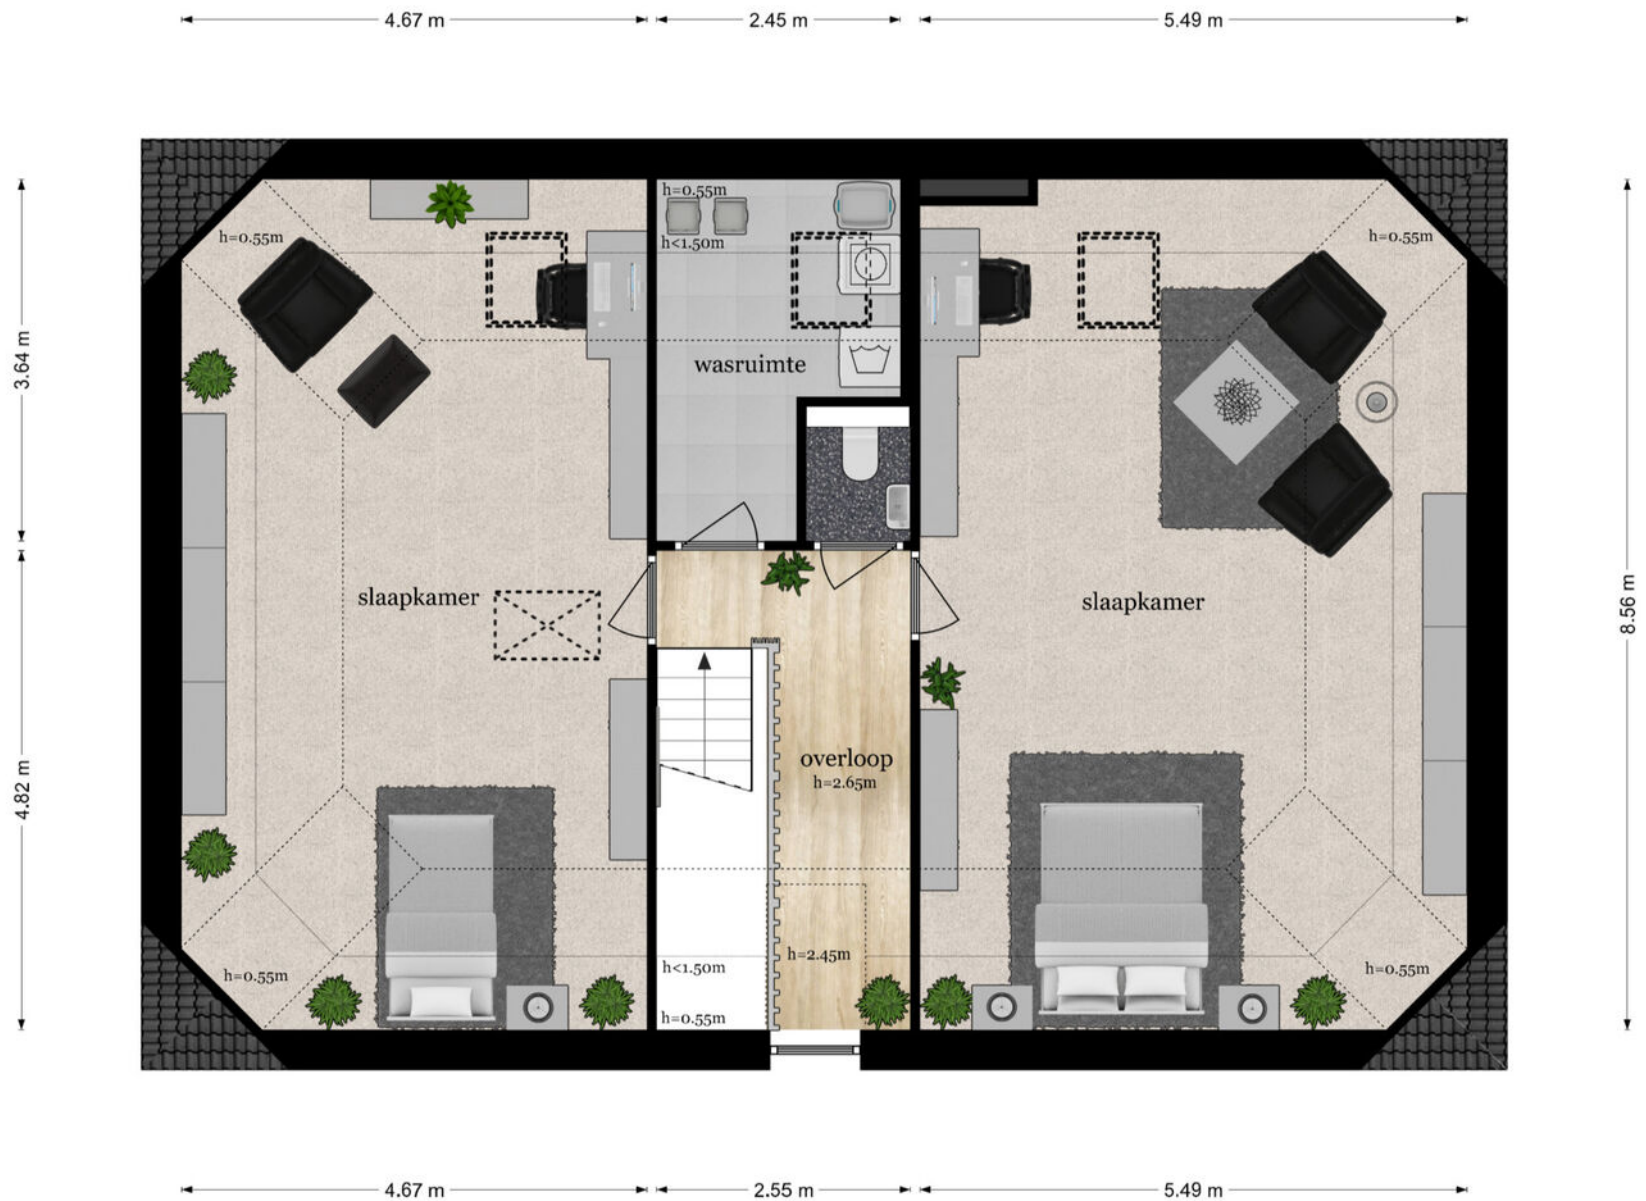 4.67 m
2.45 m
5.49 m
h=0.55m
h<1.50m
h=0.55m
h=0.55m
3.64 m
wasruimte
slaapkamer
slaapkamer
8.56 m
4.82 m
overloop
h=2.65m
h=2.45m
h<1.50m
h=0.55m
h=0.55m
h=0.55m
4.67 m
2.55 m
5.49 m